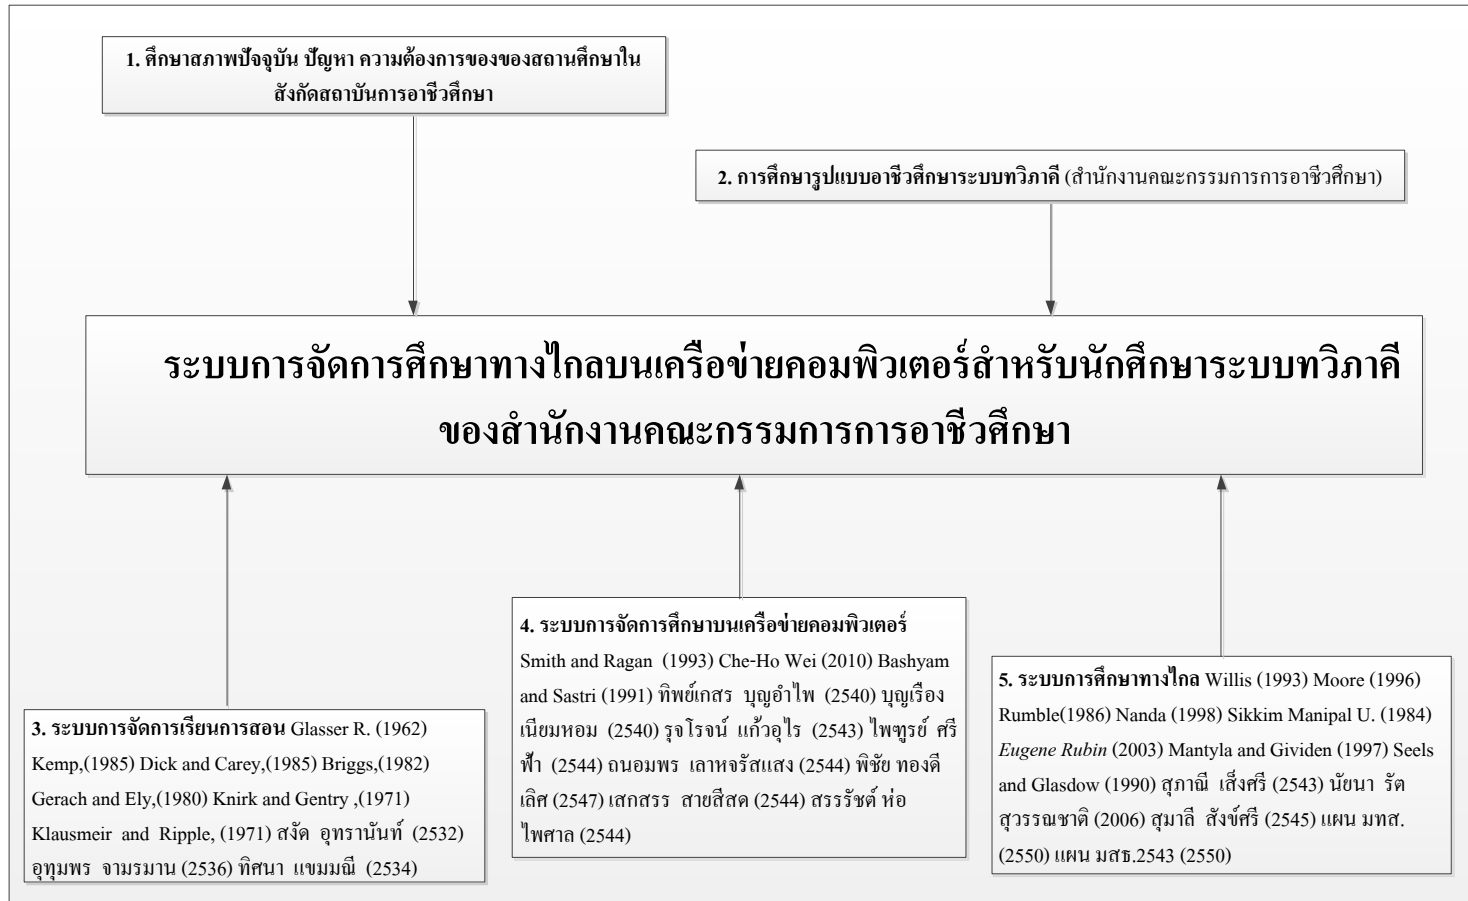 1. ศึกษาสภาพปัจจุบัน ปัญหา ความต้องการของของสถานศึกษาใน
สังกัดสถาบันการอาชีวศึกษา
2. การศึกษารูปแบบอาชีวศึกษาระบบทวิภาคี (สำนักงานคณะกรรมการการอาชีวศึกษา)
ระบบการจัดการศึกษาทางไกลบนเครือข่ายคอมพิวเตอร์สำหรับนักศึกษาระบบทวิภาคี
ของสำนักงานคณะกรรมการการอาชีวศึกษา
3. ระบบการจัดการเรียนการสอน Glasser R. (1962)
Kemp,(1985) Dick and Carey,(1985) Briggs,(1982)
Gerach and Ely,(1980) Knirk and Gentry ,(1971)
Klausmeir and Ripple, (1971) สงัด อุทรานันท์ (2532)
อุทุมพร จามรมาน (2536) ทิศนา แขมมณี (2534)
4. ระบบการจัดการศึกษาบนเครือข่ายคอมพิวเตอร์
Smith and Ragan (1993) Che-Ho Wei (2010) Bashyam
and Sastri (1991) ทิพย์เกสร บุญอำไพ (2540) บุญเรือง
เนียมหอม (2540) รุจโรจน์ แก้วอุไร (2543) ไพฑูรย์ ศรี
ฟ้า (2544) ถนอมพร เลาหจรัสแสง (2544) พิชัย ทองดี
เลิศ (2547) เสกสรร สายสีสด (2544) สรรรัชต์ ห่อ
ไพศาล (2544)
5. ระบบการศึกษาทางไกล Willis (1993) Moore (1996)
Rumble(1986) Nanda (1998) Sikkim Manipal U. (1984)
Eugene Rubin (2003) Mantyla and Gividen (1997) Seels
and Glasdow (1990) สุภาณี เส็งศรี (2543) นัยนา รัต
สุวรรณชาติ (2006) สุมาลี สังข์ศรี (2545) แผน มทส.
(2550) แผน มสธ.2543 (2550)